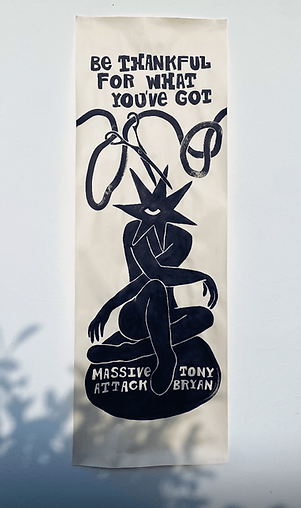 BE THANKFUL
FOR WHAT
YOU'VE GOT
MASSIVE TONY
ATTACK BRYAN